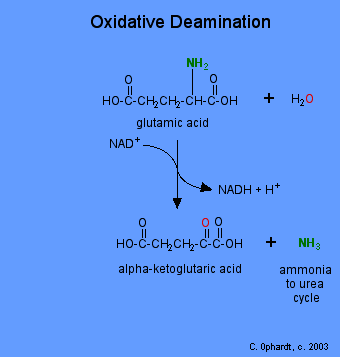 Oxidative Deamination
NH₂
O O
HO-C-CH₂CH₂-CH-C-OH + H₂O
glutamic acid
NAD⁺
NADH + H⁺
O O O
HO-C-CH₂CH₂-C-C-OH + NH₃
alpha-ketoglutaric acid
ammonia
to urea
cycle
C. Ophardt, c. 2003